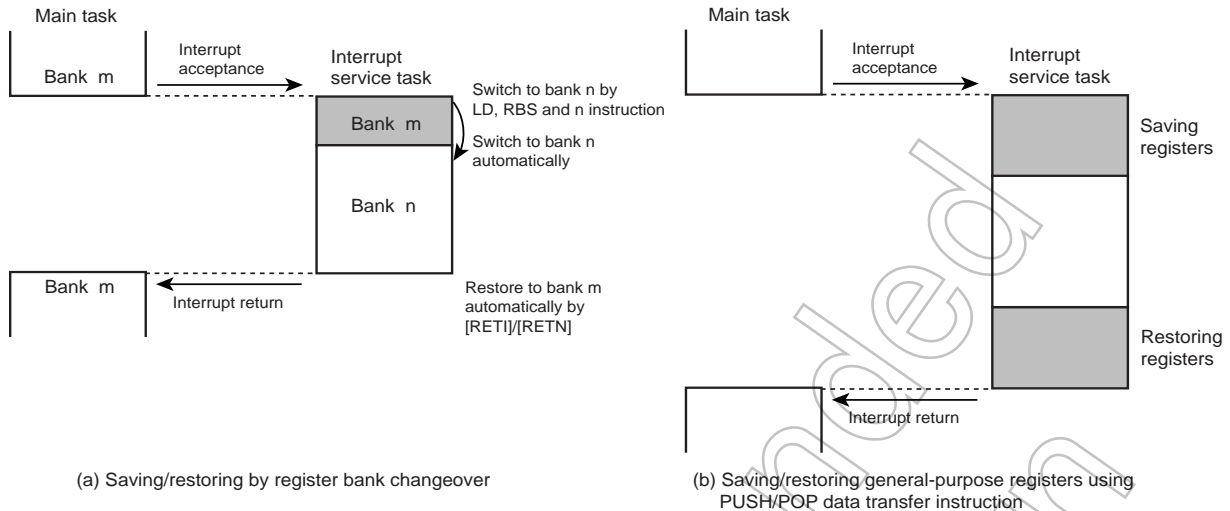 Main task
Bank m
Interrupt
acceptance
Interrupt
service task
Bank m
Switch to bank n by
LD, RBS and n instruction
Switch to bank n
automatically
Bank n
Bank m
Interrupt return
Restore to bank m
automatically by
[RETI]/[RETN]
(a) Saving/restoring by register bank changeover
Main task
Interrupt
acceptance
Interrupt
service task
Saving
registers
Restoring
registers
Interrupt return
(b) Saving/restoring general-purpose registers using
PUSH/POP data transfer instruction